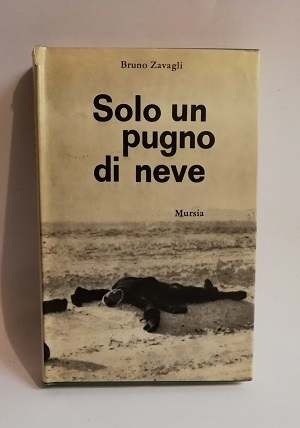 Bruno Zavagli
Solo un
pugno
di neve
Mursia